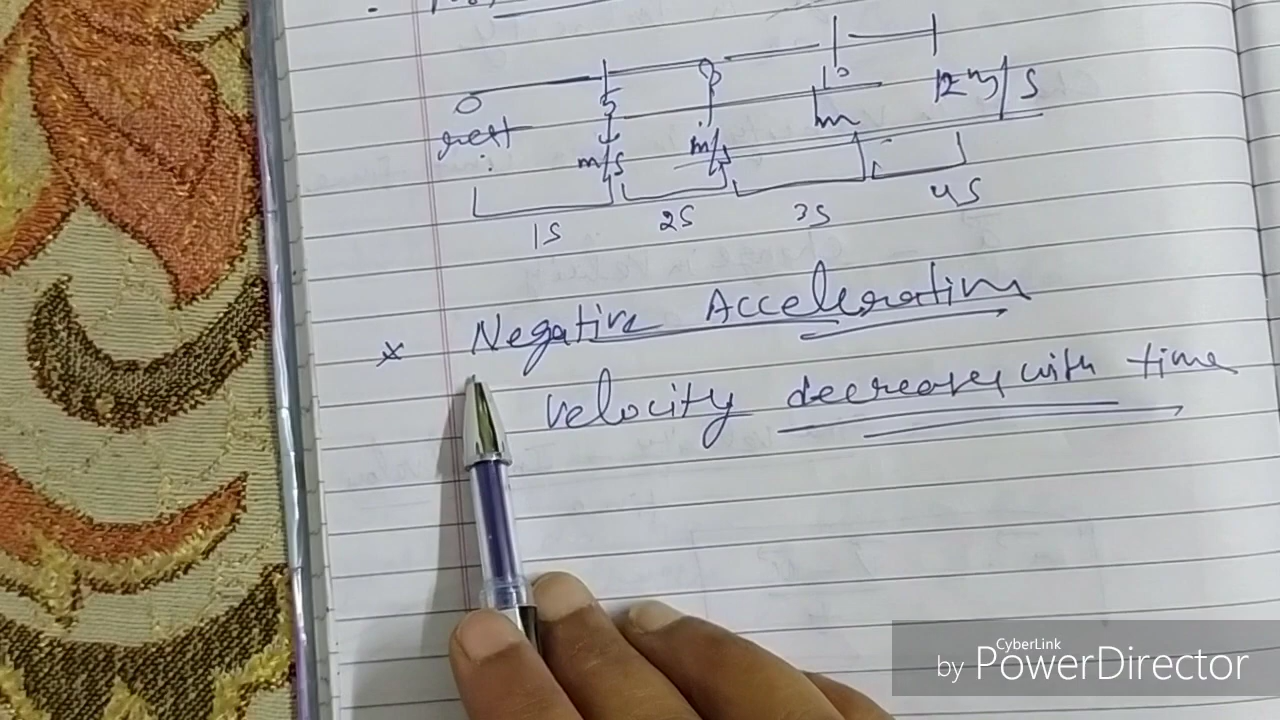 0 5 8 10 12 m/s
rest m/s m/s m
1S 2S 3S 4S
* Negative Acceleration
velocity decreases with time
CyberLink
by PowerDirector